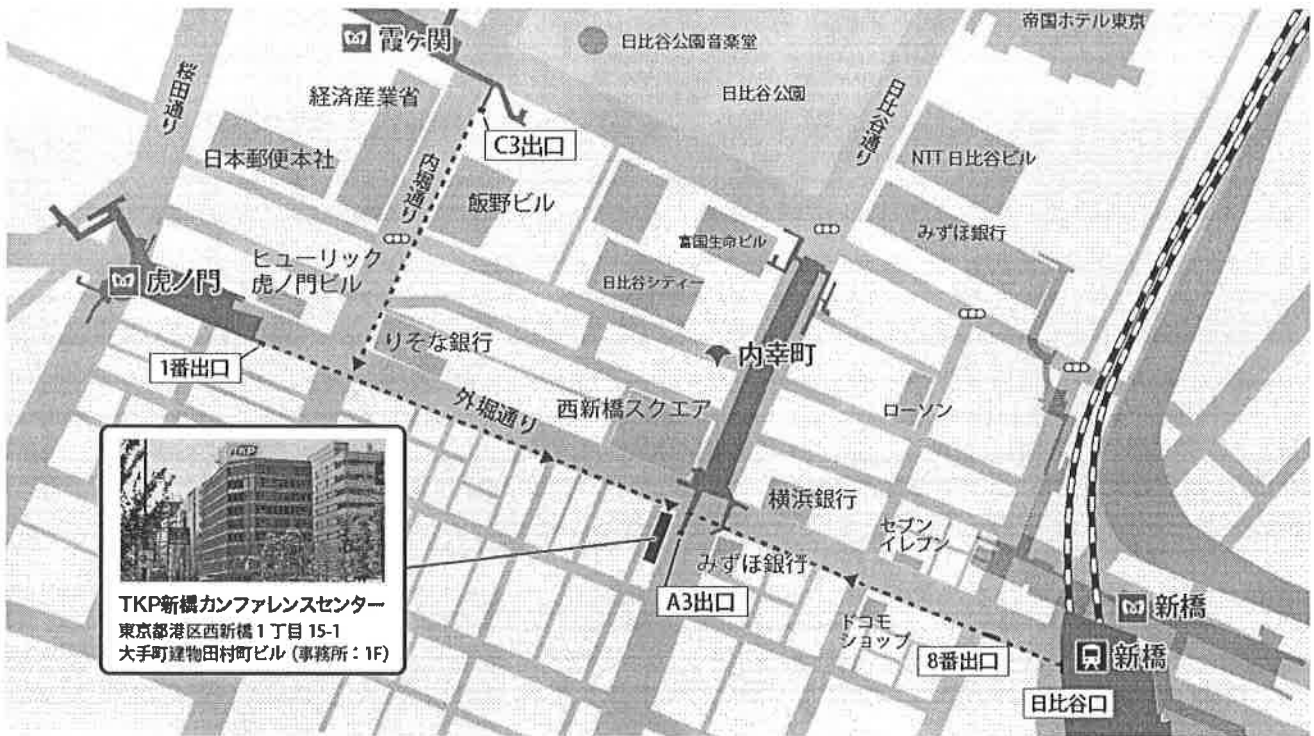 帝国ホテル東京
霞ケ関
日比谷公園音楽堂
桜田通り
経済産業省
日比谷公園
日比谷通り
C3出口
日本郵便本社
内堀通り
NTT 日比谷ビル
飯野ビル
みずほ銀行
富国生命ビル
ヒューリック
虎ノ門ビル
虎ノ門
日比谷シティー
りそな銀行
内幸町
1番出口
外堀通り
西新橋スクエア
ローソン
TKP
横浜銀行
セブン
イレブン
みずほ銀行
A3出口
TKP新橋カンファレンスセンター
東京都港区西新橋1丁目 15-1
大手町建物田村町ビル (事務所:1F)
ドコモ
ショップ
新橋
8番出口
新橋
日比谷口